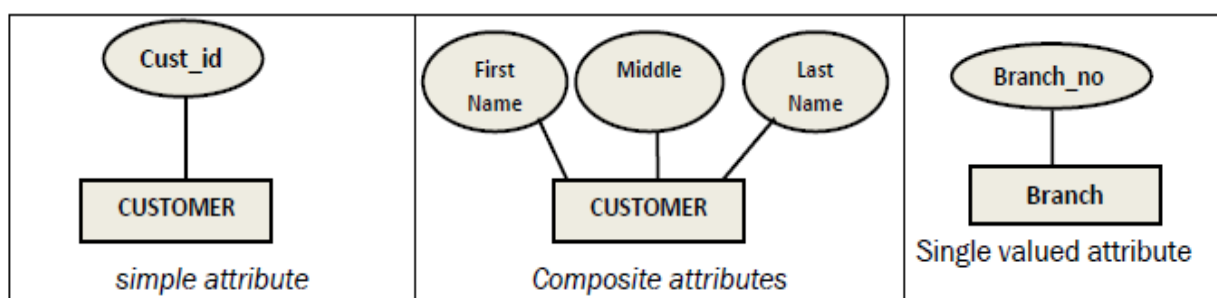 Cust_id
CUSTOMER
simple attribute
First
Name
Middle
Last
Name
CUSTOMER
Composite attributes
Branch_no
Branch
Single valued attribute